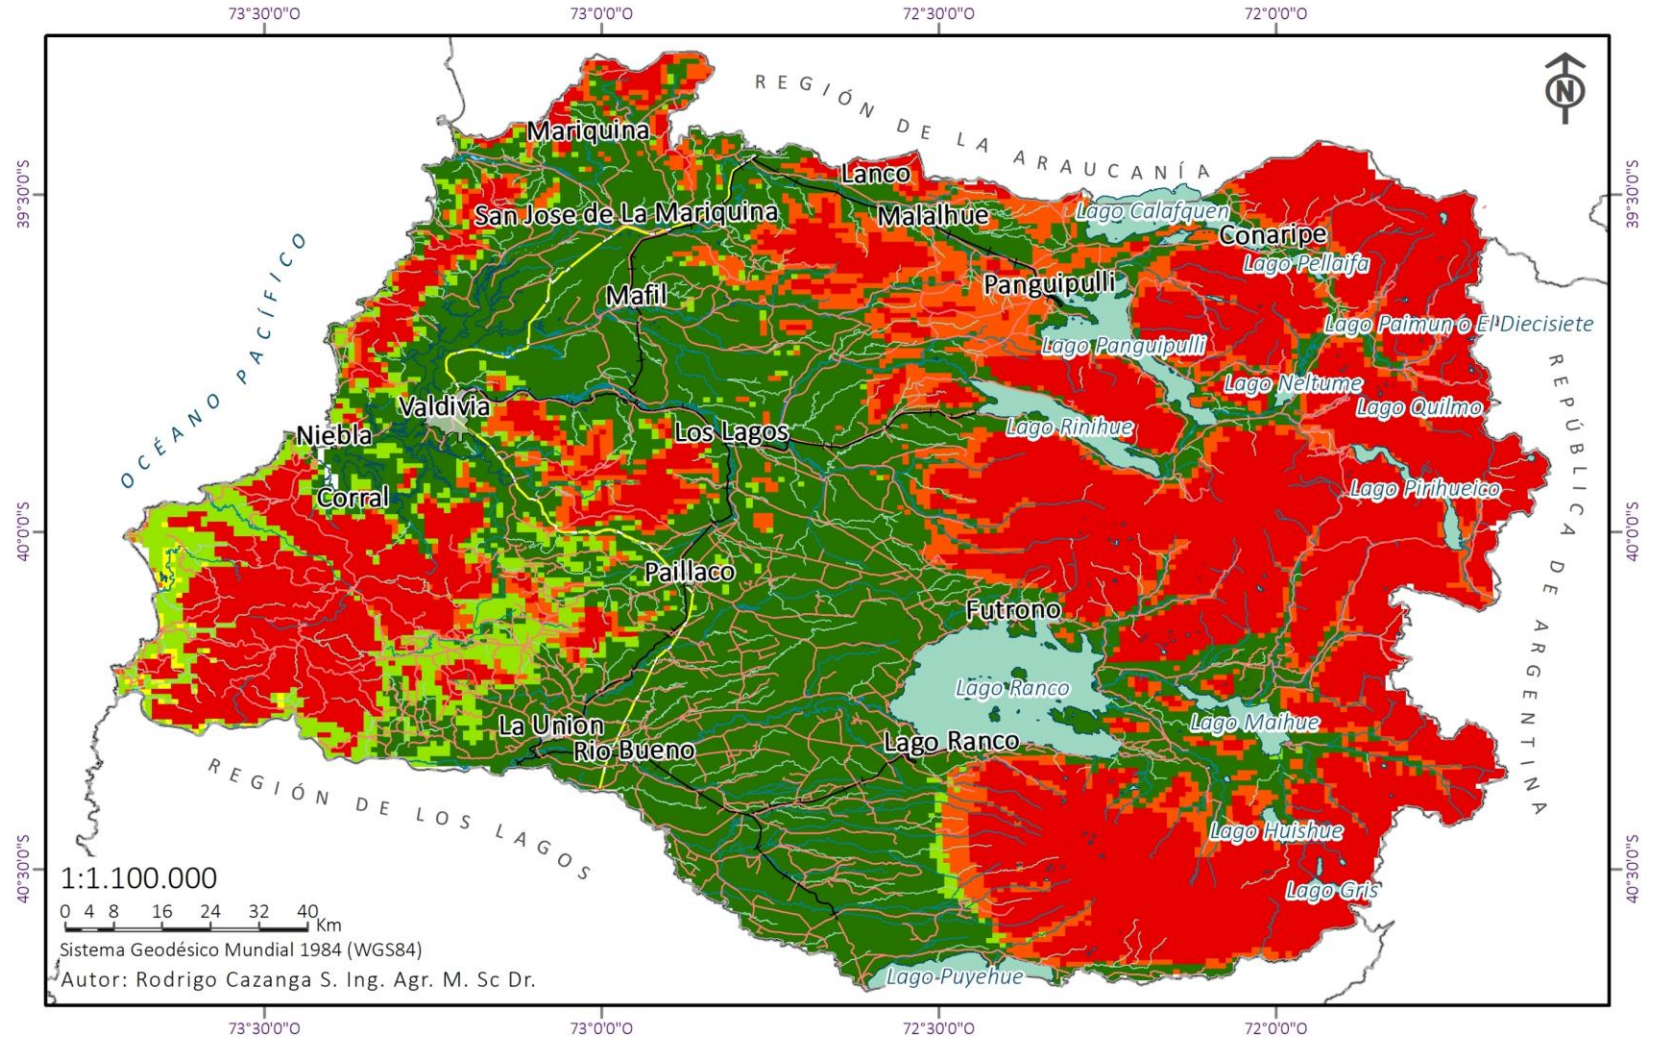 73°30'0"O 73°0'0"O 72°30'0"O 72°0'0"O
REGIÓN DE LA ARAUCANÍA
N
Mariquina
Lanco
39°30'0"S
39°30'0"S
San Jose de La Mariquina
Malalhue
Lago Calafquen
Conaripe
Lago Pellaifa
OCÉANO PACÍFICO
Mafil
Panguipulli
Lago Paimun o El Diecisiete
Lago Panguipulli
Lago Neltume
REPÚBLICA DE ARGENTINA
Valdivia
Lago Quilmo
Niebla
Los Lagos
Lago Rinihue
Corral
Lago Pirihueico
40°0'0"S
40°0'0"S
Paillaco
Futrono
Lago Ranco
La Union
Lago Maihue
Rio Bueno
Lago Ranco
REGIÓN DE LOS LAGOS
Lago Huishue
40°30'0"S
40°30'0"S
1:1.100.000
Lago Gris
0 4 8 16 24 32 40 Km
Sistema Geodésico Mundial 1984 (WGS84)
Lago Puyehue
Autor: Rodrigo Cazanga S. Ing. Agr. M. Sc Dr.
73°30'0"O 73°0'0"O 72°30'0"O 72°0'0"O